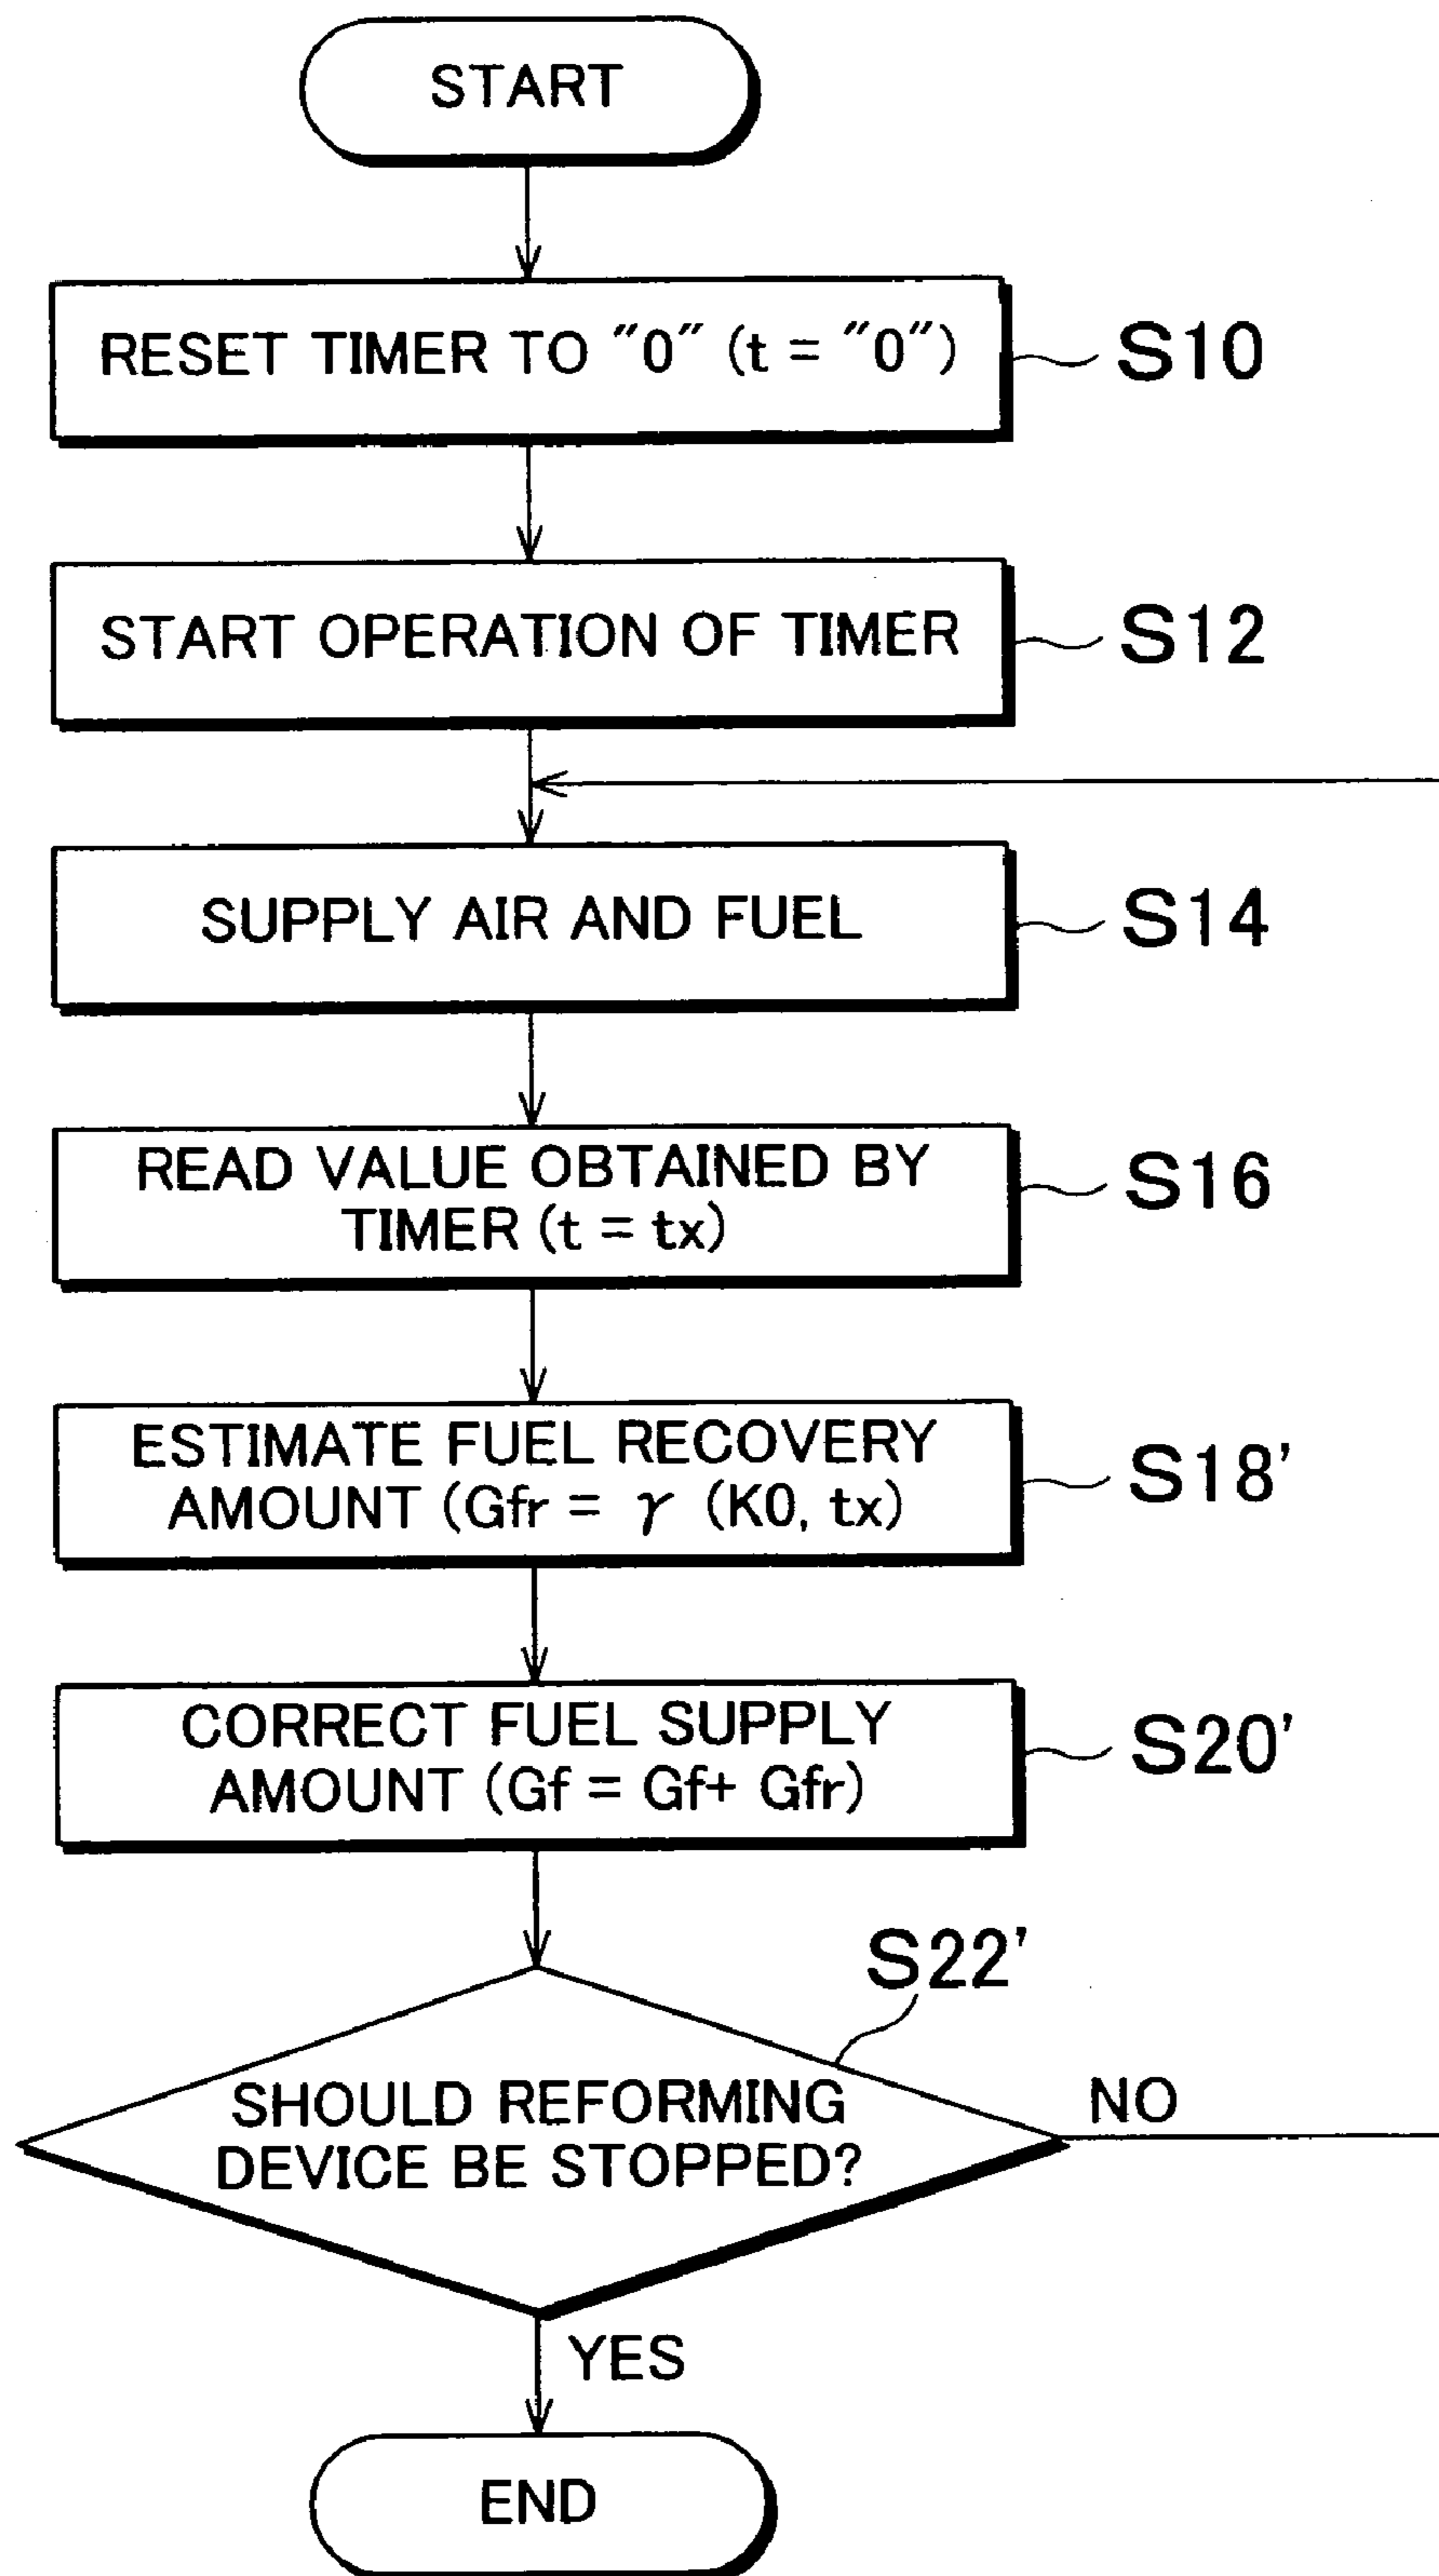 START
RESET TIMER TO "0" (t = "0")
S10
START OPERATION OF TIMER
S12
SUPPLY AIR AND FUEL
S14
READ VALUE OBTAINED BY
TIMER (t = tx)
S16
ESTIMATE FUEL RECOVERY
AMOUNT (Gfr = γ (K0, tx)
S18'
CORRECT FUEL SUPPLY
AMOUNT (Gf = Gf+ Gfr)
S20'
S22'
SHOULD REFORMING
DEVICE BE STOPPED?
NO
YES
END